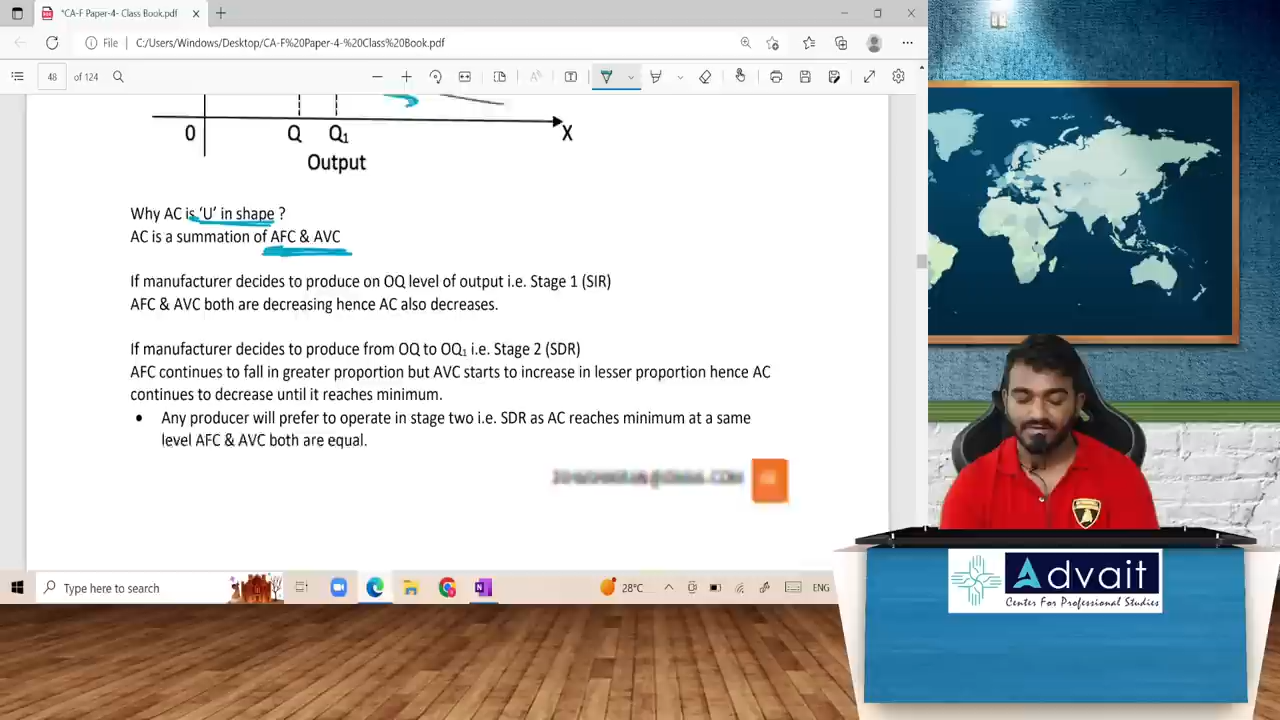 *CA-F Paper-4- Class Book.pdf
File
C:/Users/Windows/Desktop/CA-F%20Paper-4-%20Class%20Book.pdf
48
of 124
0
Q
Q1
X
Output
Why AC is ‘U’ in shape ?
AC is a summation of AFC & AVC
If manufacturer decides to produce on OQ level of output i.e. Stage 1 (SIR)
AFC & AVC both are decreasing hence AC also decreases.
If manufacturer decides to produce from OQ to OQ1 i.e. Stage 2 (SDR)
AFC continues to fall in greater proportion but AVC starts to increase in lesser proportion hence AC
continues to decrease until it reaches minimum.
• Any producer will prefer to operate in stage two i.e. SDR as AC reaches minimum at a same
level AFC & AVC both are equal.
Type here to search
28°C
ENG
Advait
Center For Professional Studies